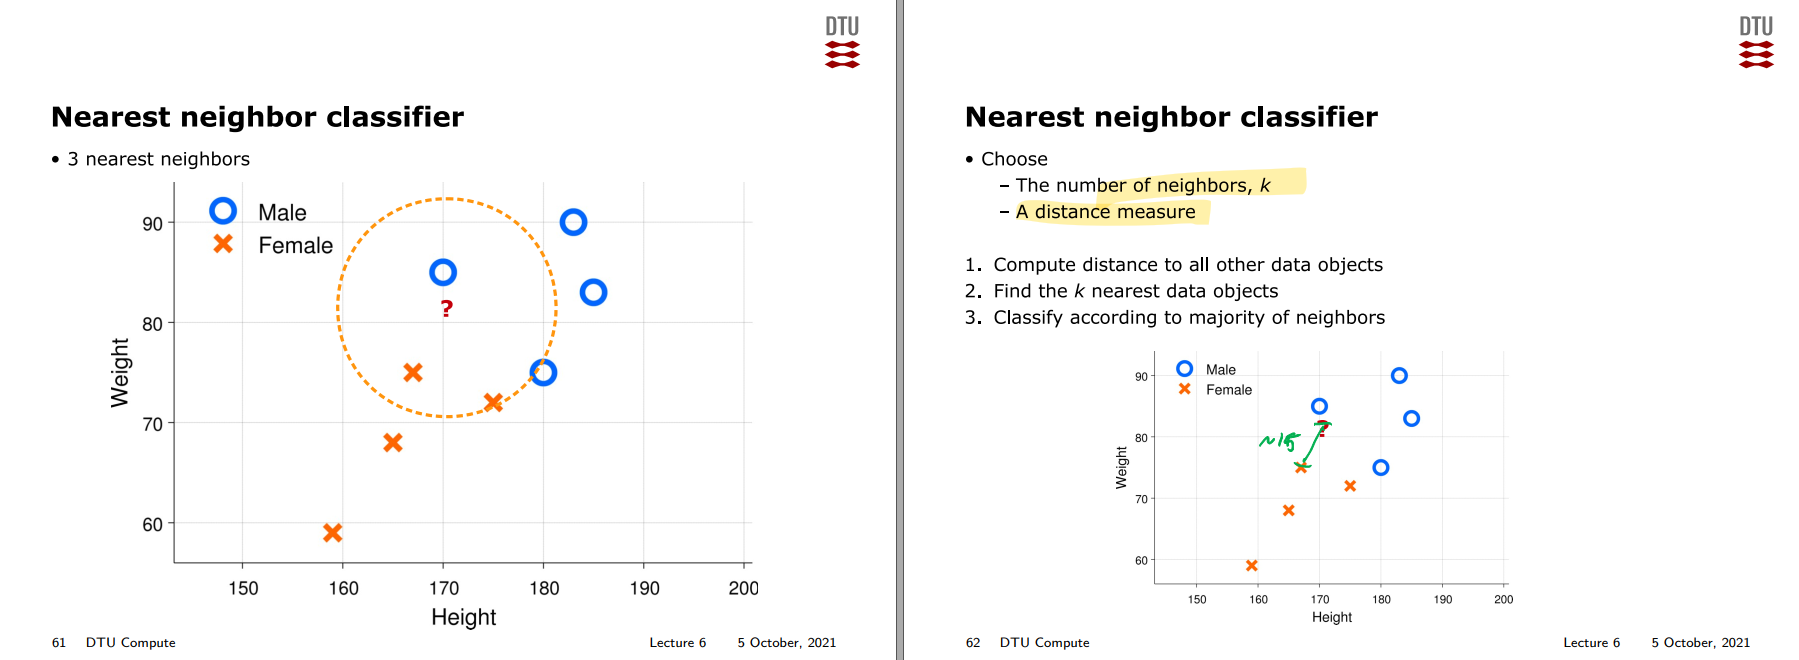 DTU
Nearest neighbor classifier
• 3 nearest neighbors
Male
Female
90
80
70
60
Weight
?
150 160 170 180 190 200
Height
61 DTU Compute Lecture 6 5 October, 2021
DTU
Nearest neighbor classifier
• Choose
– The number of neighbors, k
– A distance measure
1. Compute distance to all other data objects
2. Find the k nearest data objects
3. Classify according to majority of neighbors
Male
Female
90
80
70
60
Weight
?
150 160 170 180 190 200
Height
62 DTU Compute Lecture 6 5 October, 2021